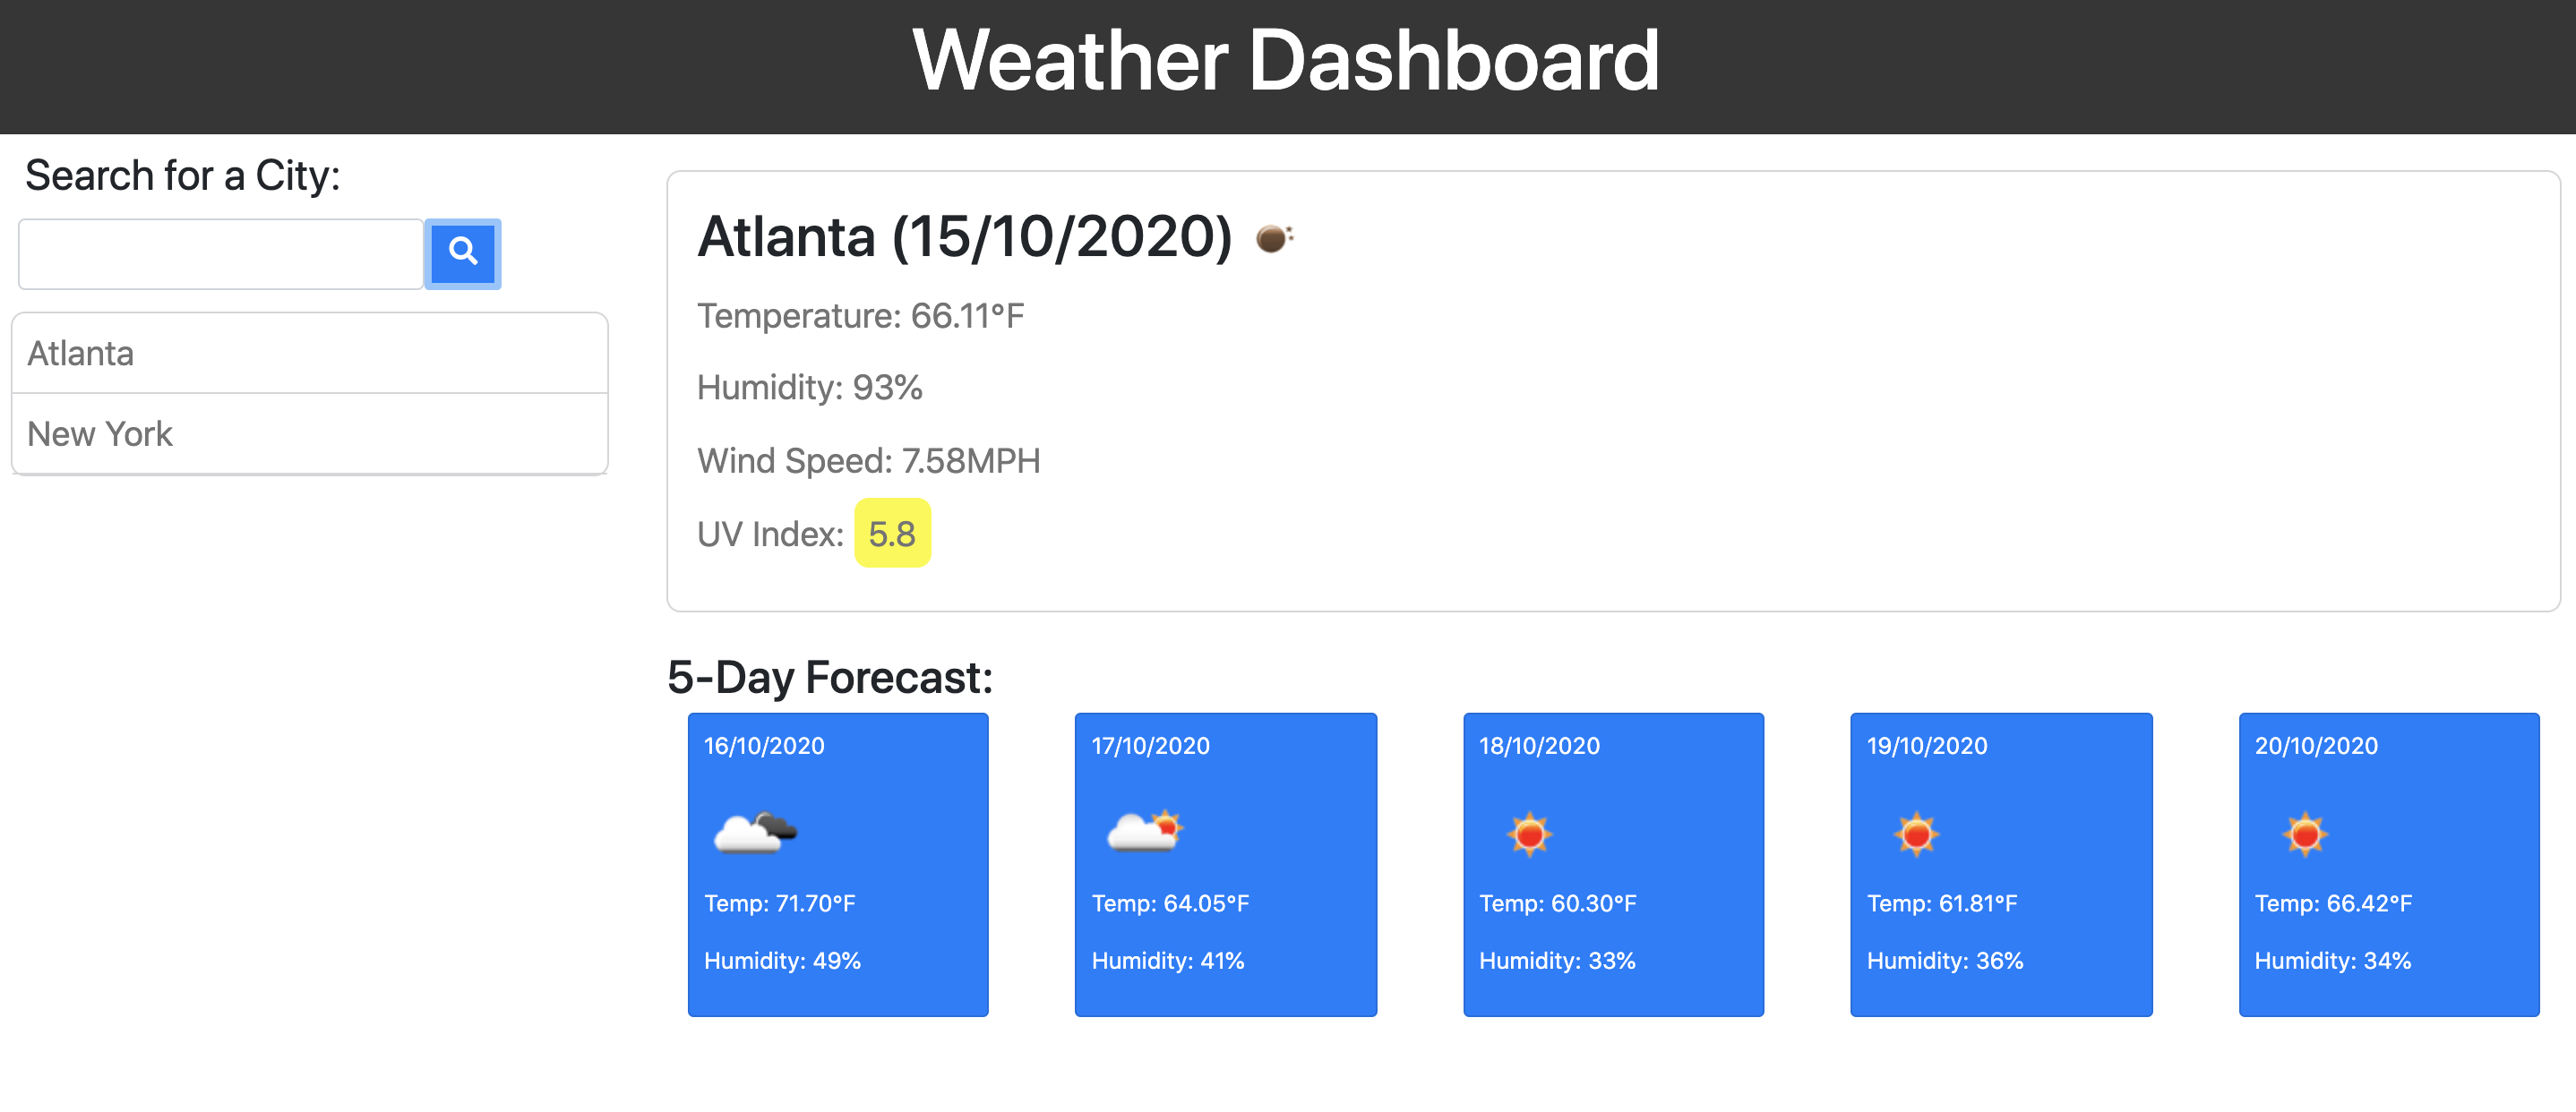 Weather Dashboard
Search for a City:
Atlanta
New York
Atlanta (15/10/2020)
Temperature: 66.11°F
Humidity: 93%
Wind Speed: 7.58MPH
UV Index: 5.8
5-Day Forecast:
16/10/2020
Temp: 71.70°F
Humidity: 49%
17/10/2020
Temp: 64.05°F
Humidity: 41%
18/10/2020
Temp: 60.30°F
Humidity: 33%
19/10/2020
Temp: 61.81°F
Humidity: 36%
20/10/2020
Temp: 66.42°F
Humidity: 34%